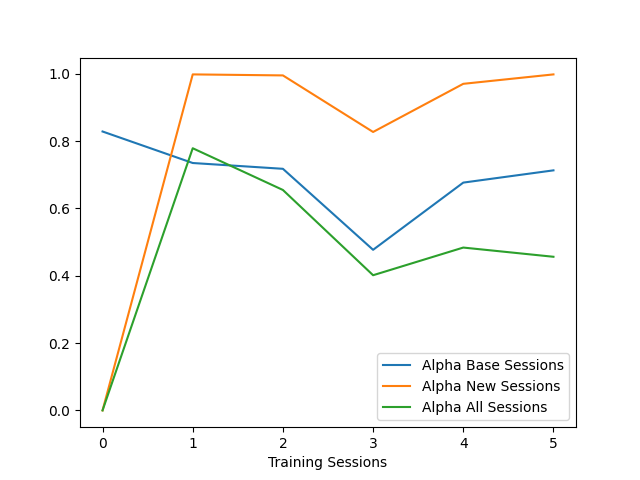 1.0
0.8
0.6
0.4
0.2
0.0
Alpha Base Sessions
Alpha New Sessions
Alpha All Sessions
0 1 2 3 4 5
Training Sessions